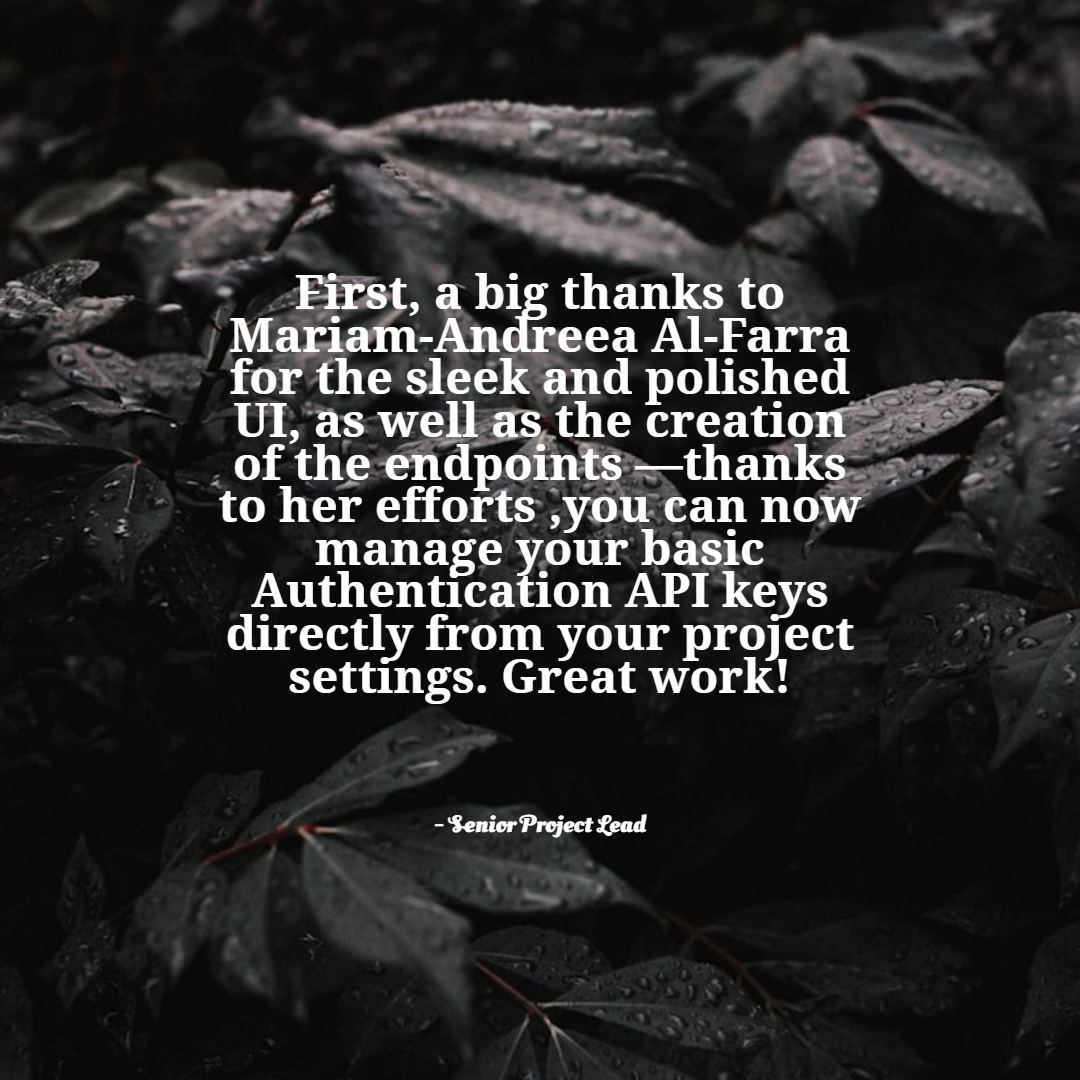 First, a big thanks to
Mariam-Andreea Al-Farra
for the sleek and polished
UI, as well as the creation
of the endpoints —thanks
to her efforts ,you can now
manage your basic
Authentication API keys
directly from your project
settings. Great work!
- Senior Project Lead